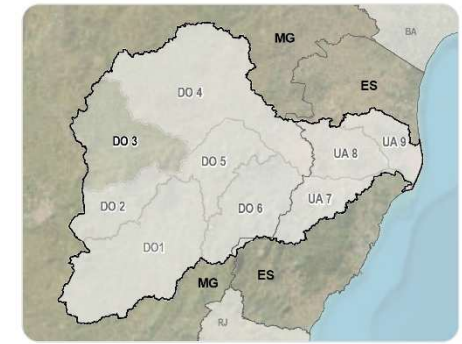 BA
MG
ES
DO 4
DO 3
DO 5
UA 8
UA 9
DO 2
DO 6
UA 7
DO1
MG
ES
RJ